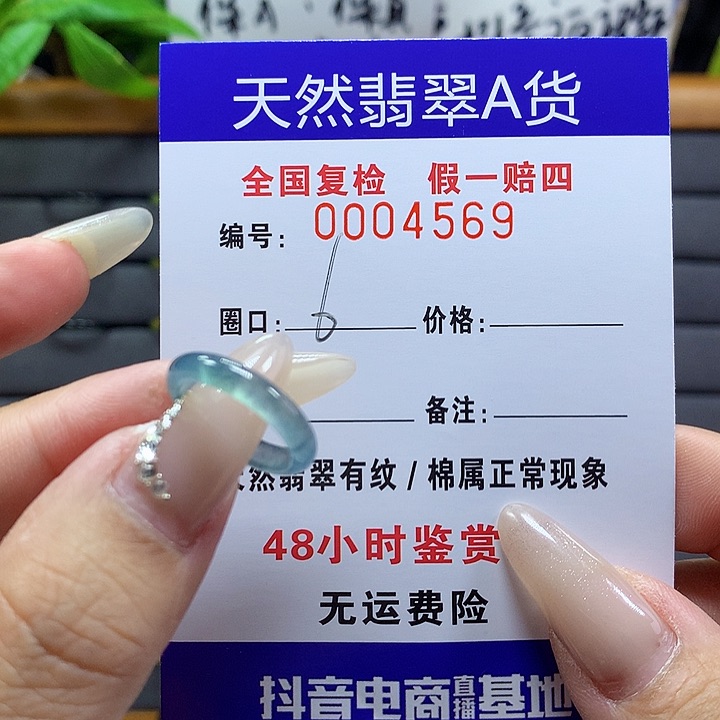 天然翡翠A货
全国复检 假一赔四
编号: 0004569
圈口: 价格:
备注:
然翡翠有纹/棉属正常现象
48小时鉴赏
无运费险
抖音电商直播基地